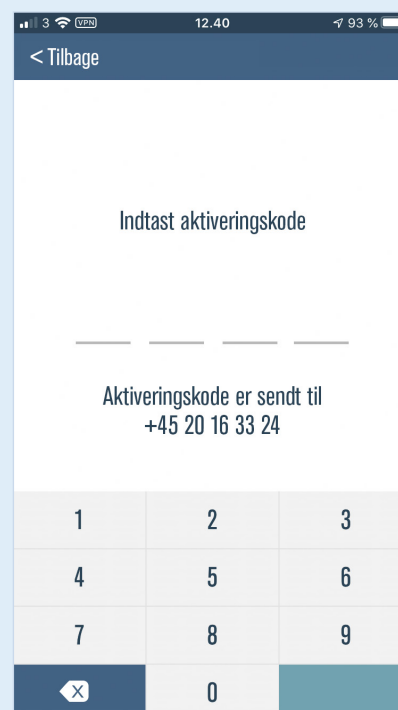 3 VPN 12.40 93 %
< Tilbage
Indtast aktiveringskode
Aktiveringskode er sendt til
+45 20 16 33 24
1 2 3
4 5 6
7 8 9
X 0